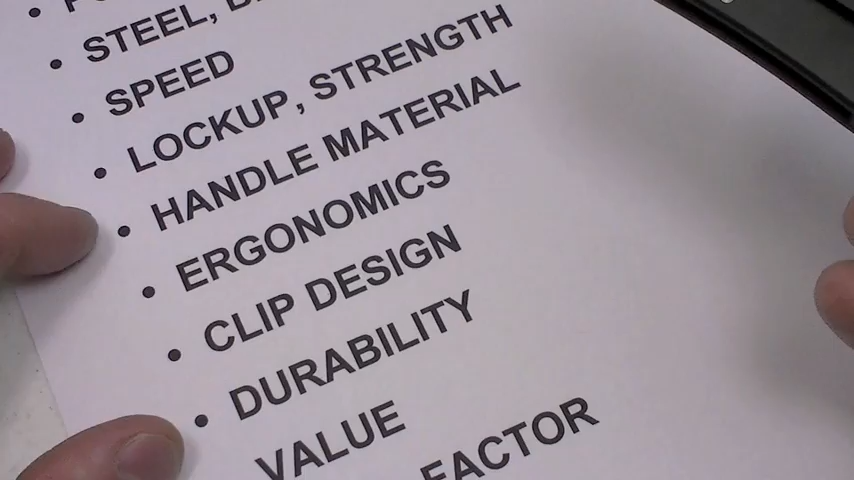 • STEEL,
• SPEED
• LOCKUP, STRENGTH
• HANDLE MATERIAL
• ERGONOMICS
• CLIP DESIGN
• DURABILITY
VALUE
FACTOR